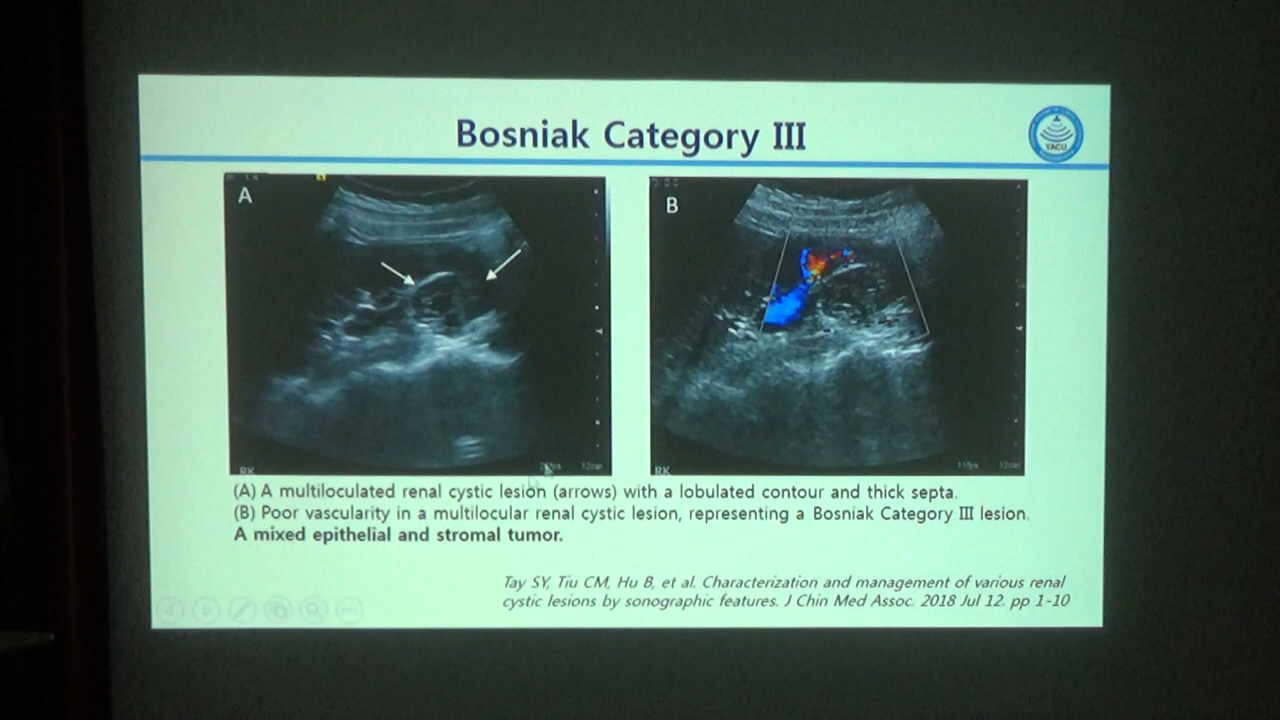 Bosniak Category III
YACU
A
B
RK
12cm
RK
11fps
12cm
(A) A multiloculated renal cystic lesion (arrows) with a lobulated contour and thick septa.
(B) Poor vascularity in a multilocular renal cystic lesion, representing a Bosniak Category III lesion.
A mixed epithelial and stromal tumor.
Tay SY, Tiu CM, Hu B, et al. Characterization and management of various renal
cystic lesions by sonographic features. J Chin Med Assoc. 2018 Jul 12. pp 1-10